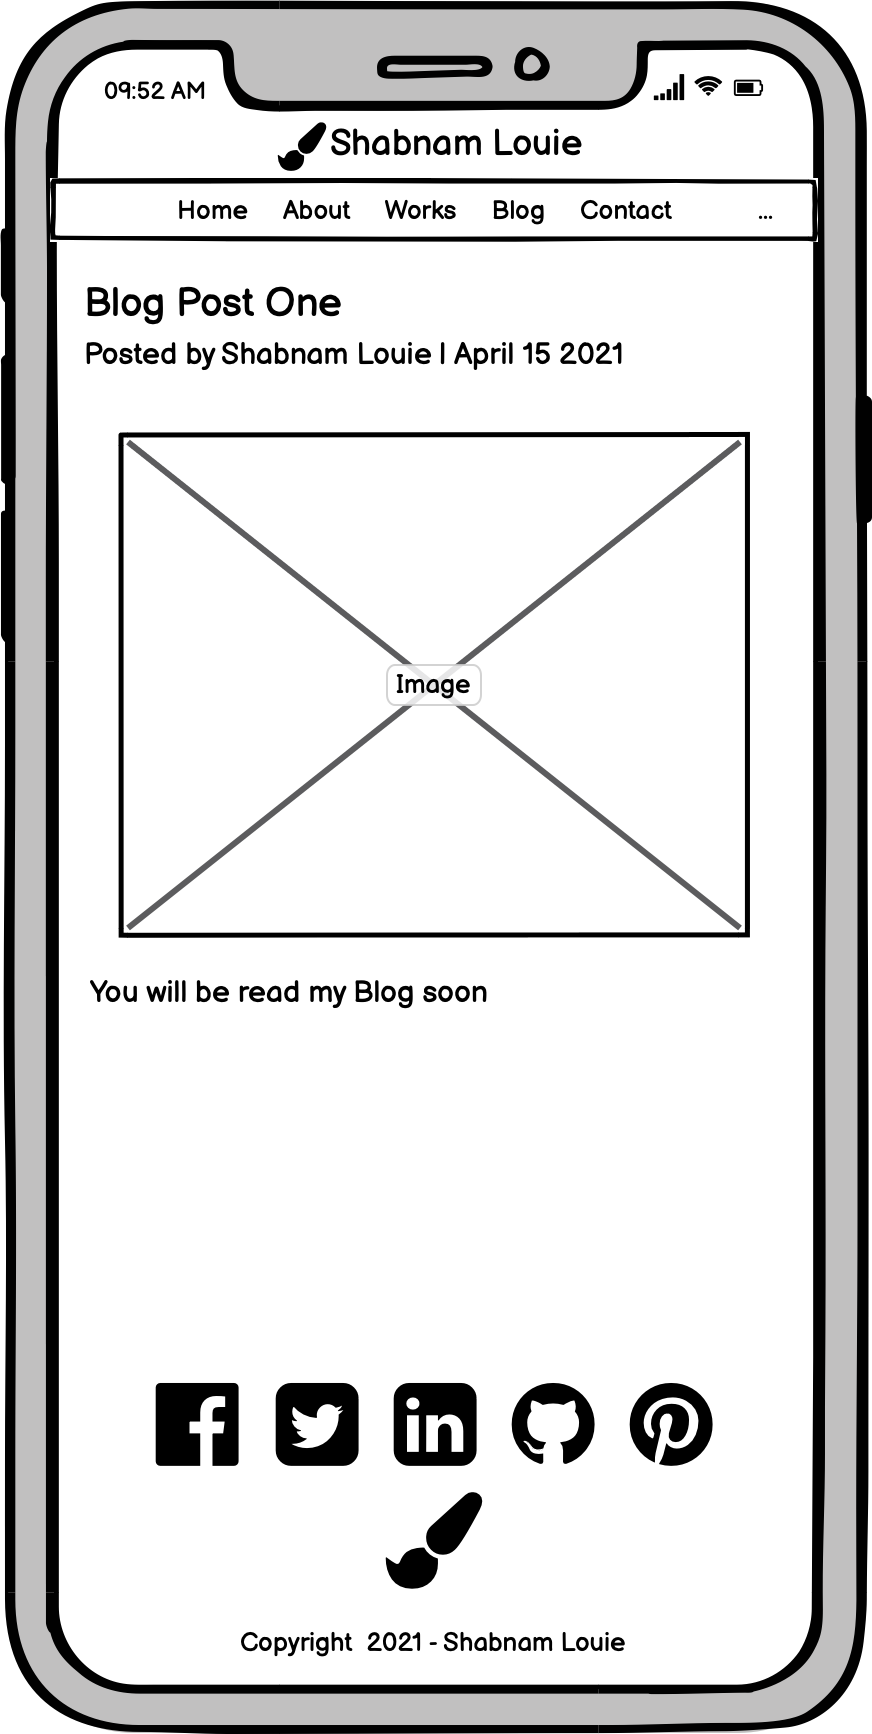 09:52 AM
Shabnam Louie
Home About Works Blog Contact ...
Blog Post One
Posted by Shabnam Louie | April 15 2021
Image
You will be read my Blog soon
Copyright 2021 - Shabnam Louie